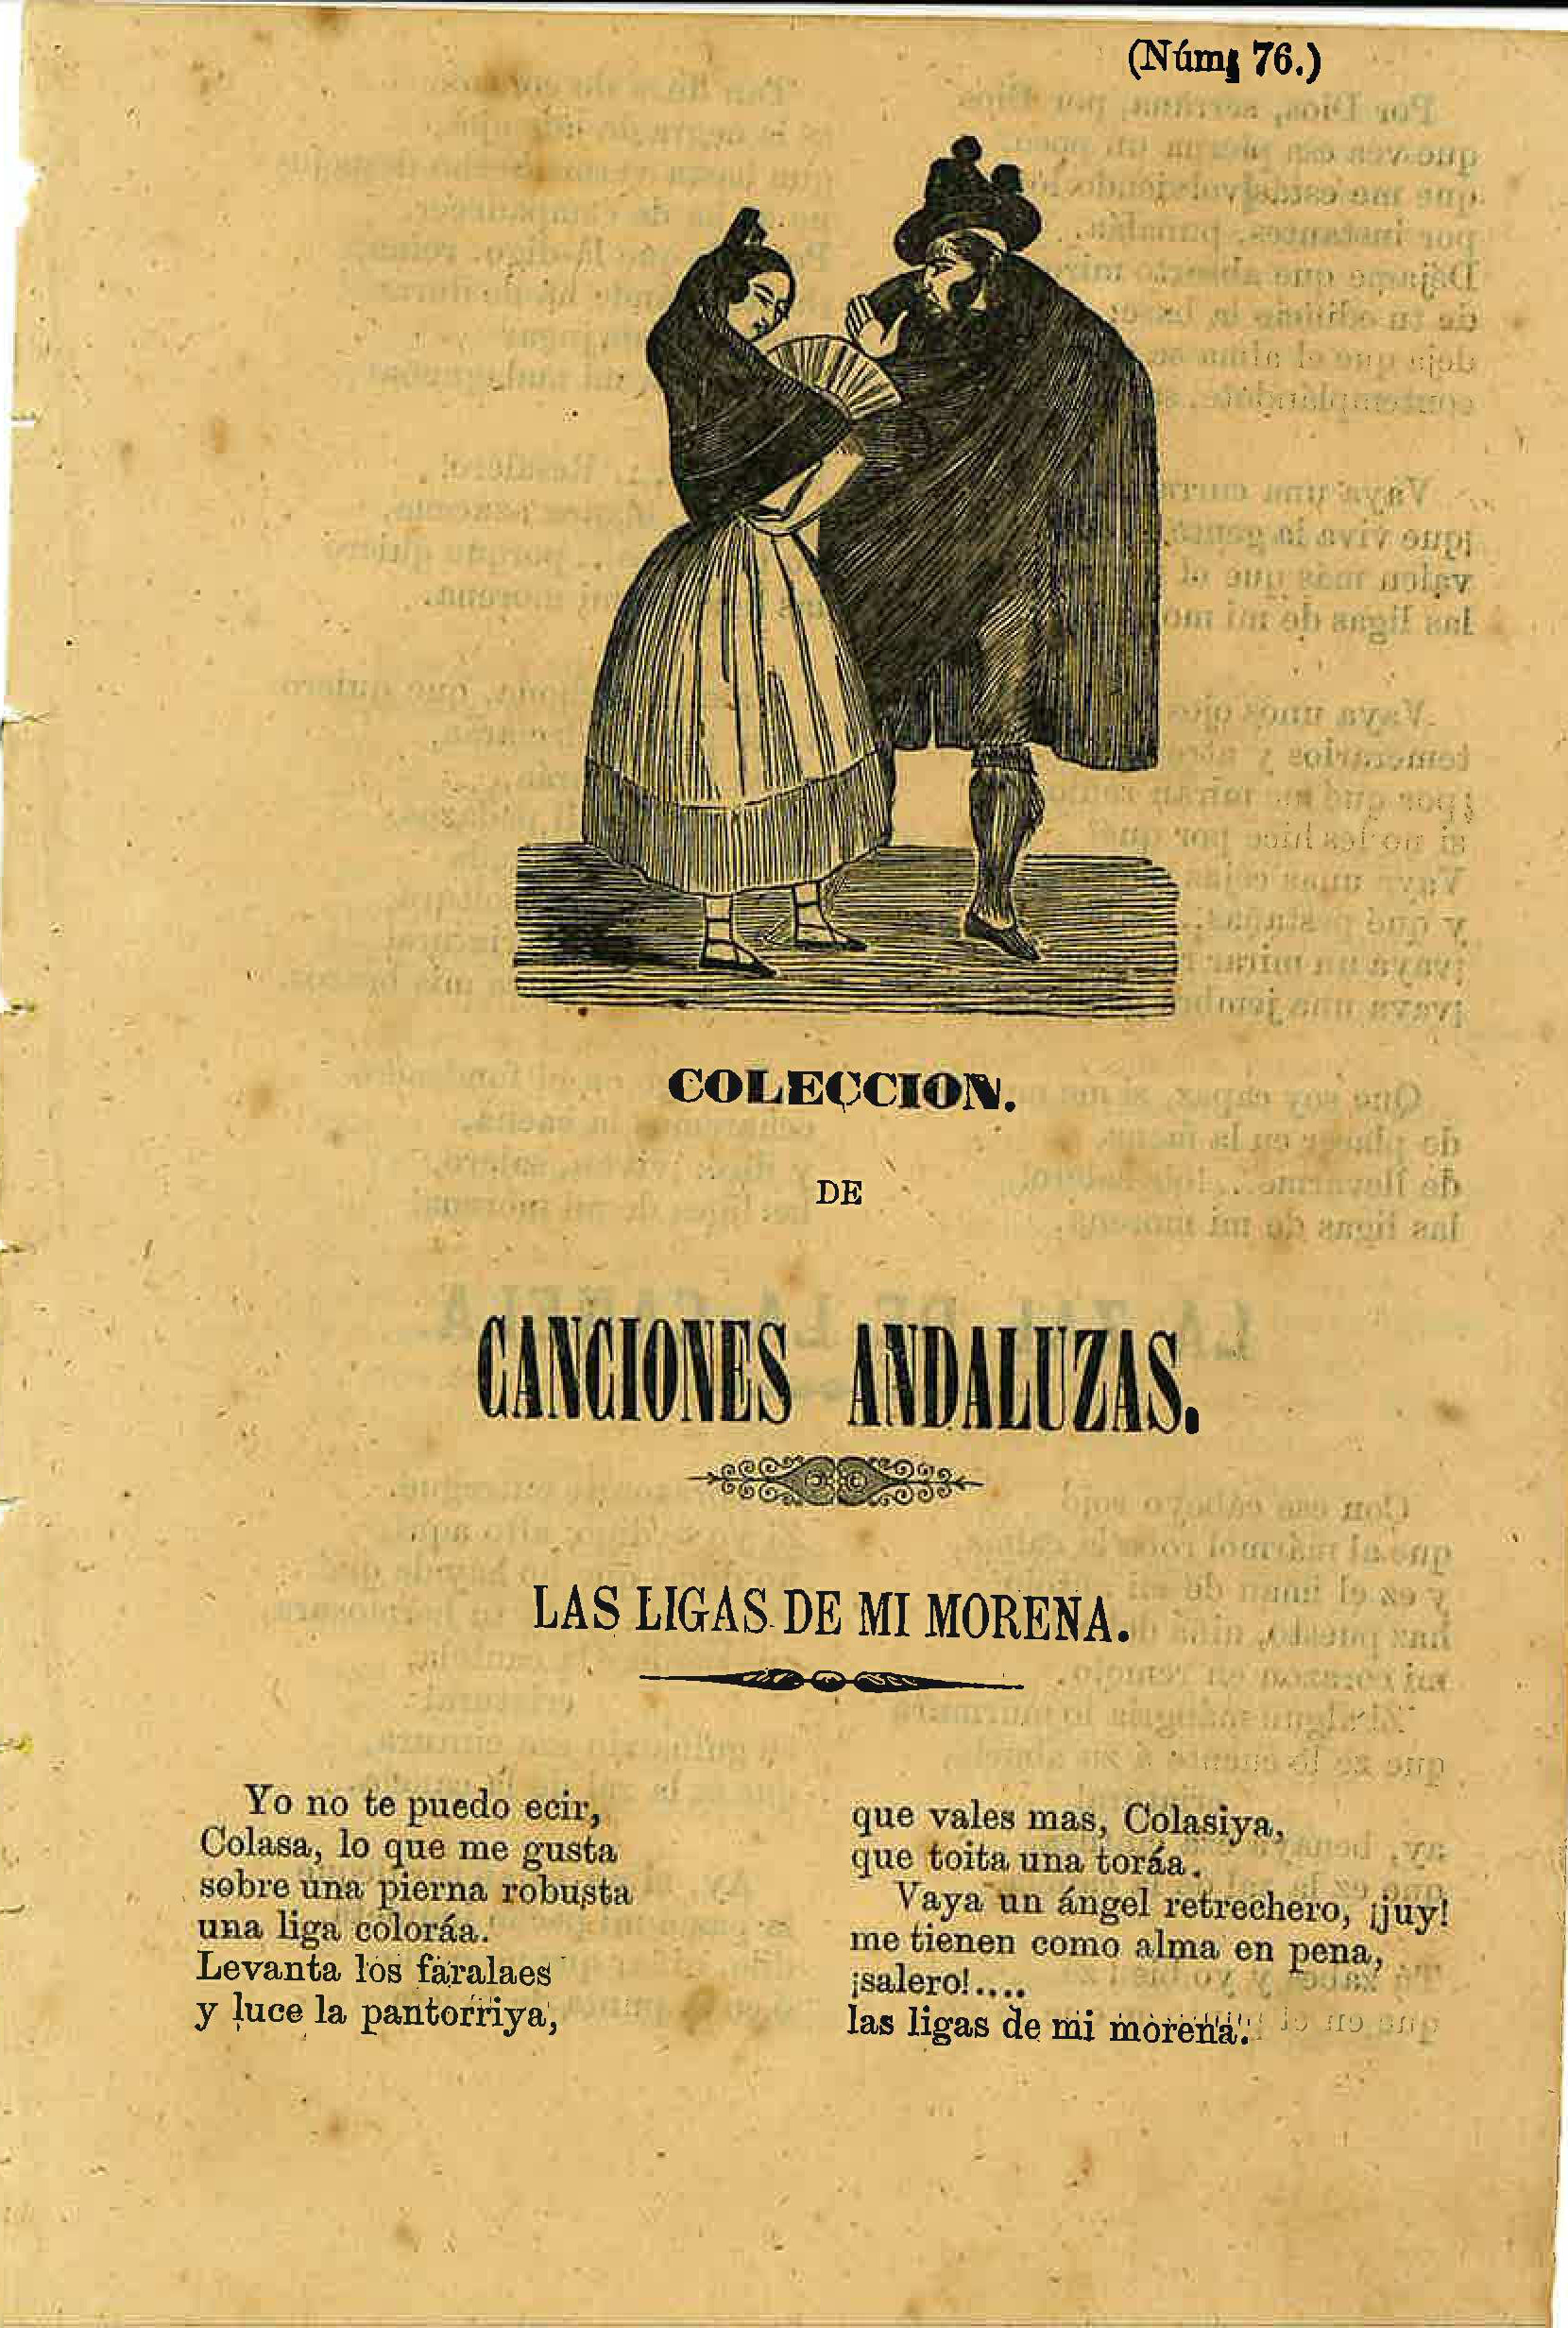 (Núm. 76.)
COLECCION.
DE
CANCIONES ANDALUZAS.
LAS LIGAS DE MI MORENA.
Yo no te puedo ecir,
Colasa, lo que me gusta
sobre una pierna robusta
una liga coloráa.
Levanta los faralaes
y luce la pantorriya,
que vales mas, Colasiya,
que toita una toráa.
Vaya un ángel retrechero, ¡juy!
me tienen como alma en pena,
¡salero!....
las ligas de mi morena.